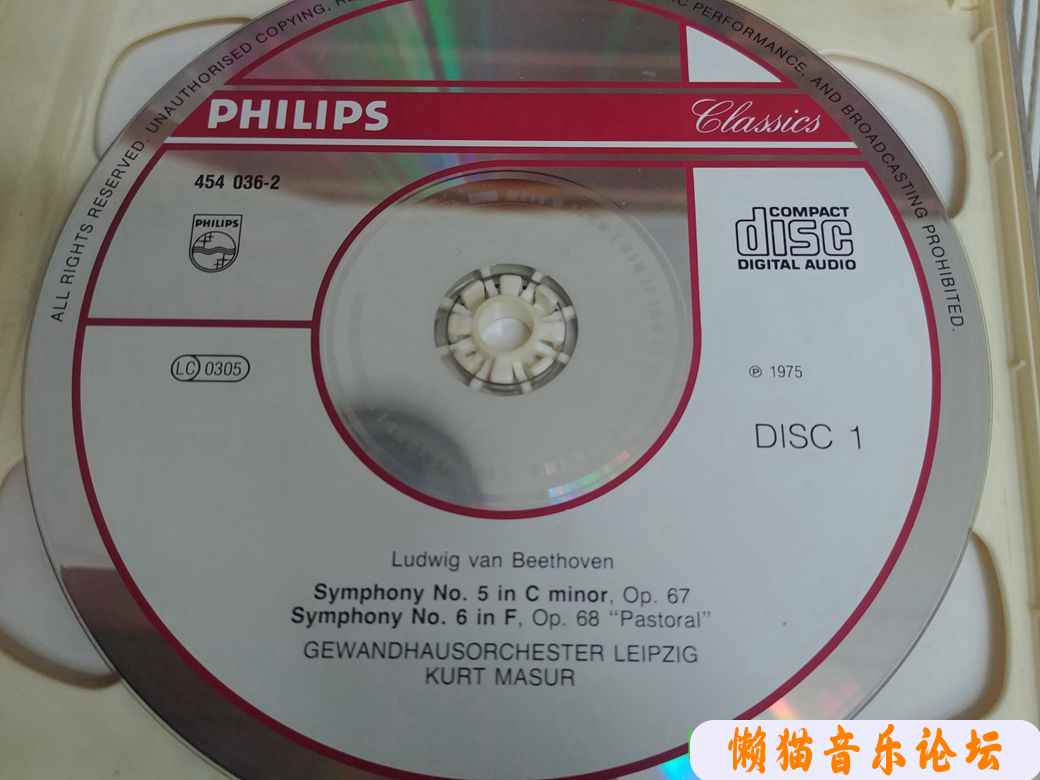 ALL RIGHTS RESERVED. UNAUTHORISED COPYING, PERFORMANCE, AND BROADCASTING PROHIBITED.
PHILIPS
Classics
454 036-2
PHILIPS
COMPACT
disc
DIGITAL AUDIO
LC 0305
℗ 1975
DISC 1
Ludwig van Beethoven
Symphony No. 5 in C minor, Op. 67
Symphony No. 6 in F, Op. 68 "Pastoral"
GEWANDHAUSORCHESTER LEIPZIG
KURT MASUR
懒猫音乐论坛